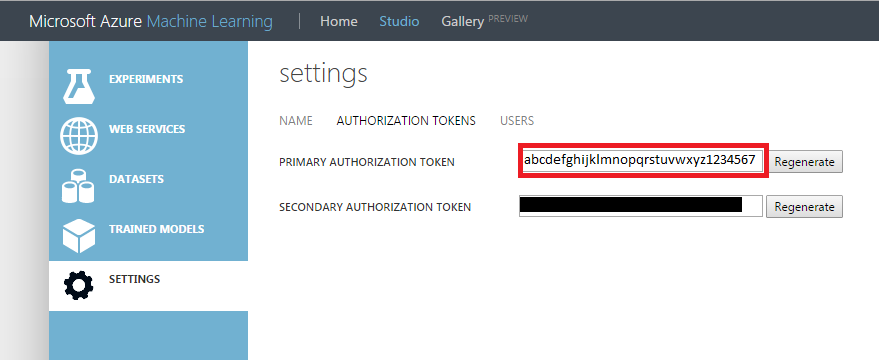 Microsoft Azure Machine Learning Home Studio Gallery PREVIEW
EXPERIMENTS
WEB SERVICES
DATASETS
TRAINED MODELS
SETTINGS
settings
NAME AUTHORIZATION TOKENS USERS
PRIMARY AUTHORIZATION TOKEN abcdefghijklmnopqrstuvwxyz1234567 Regenerate
SECONDARY AUTHORIZATION TOKEN Regenerate